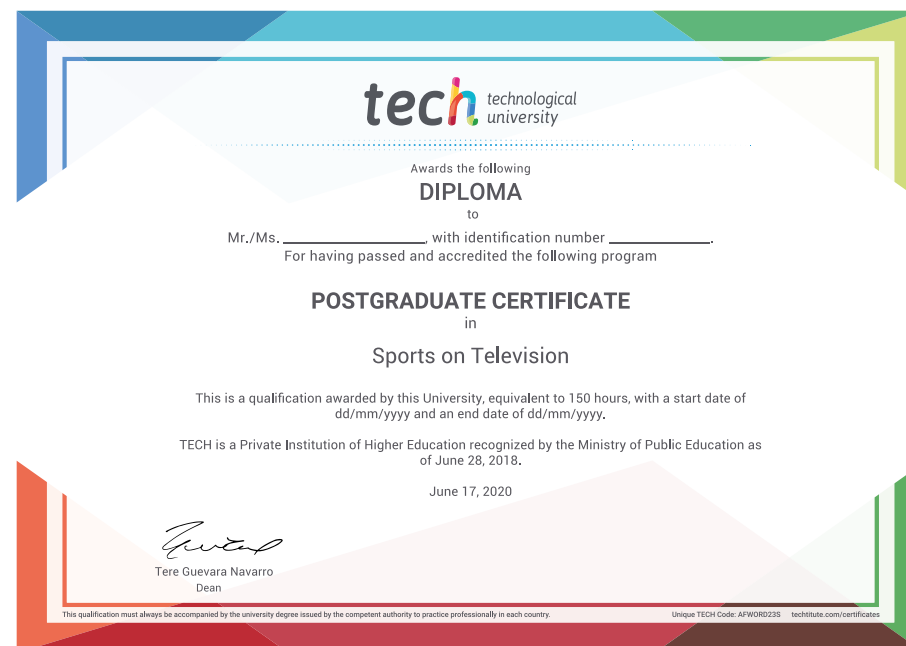 tech technological
university
Awards the following
DIPLOMA
to
Mr./Ms. ____________________, with identification number ______________.
For having passed and accredited the following program
POSTGRADUATE CERTIFICATE
in
Sports on Television
This is a qualification awarded by this University, equivalent to 150 hours, with a start date of
dd/mm/yyyy and an end date of dd/mm/yyyy.
TECH is a Private Institution of Higher Education recognized by the Ministry of Public Education as
of June 28, 2018.
June 17, 2020
Tere Guevara Navarro
Dean
This qualification must always be accompanied by the university degree issued by the competent authority to practice professionally in each country.
Unique TECH Code: AFWORD23S techtitute.com/certificates